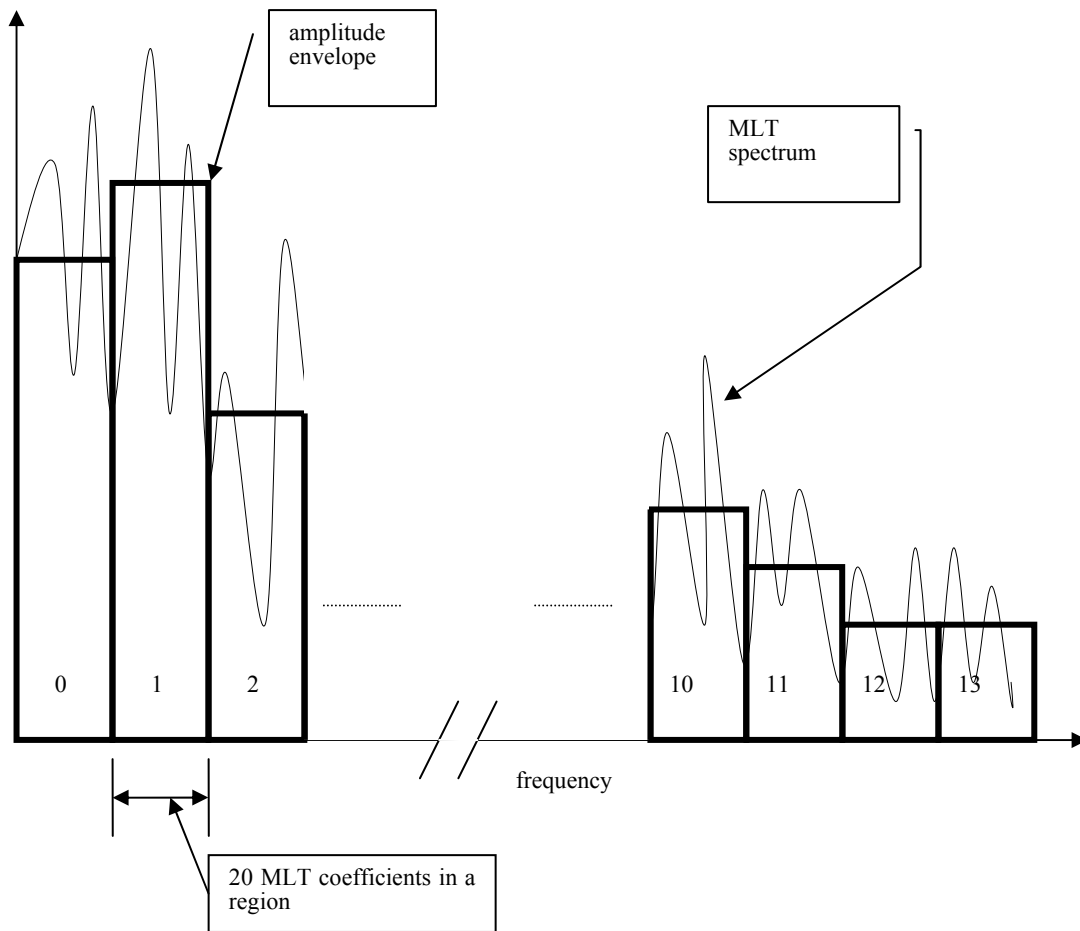 amplitude
envelope
MLT
spectrum
0
1
2
10
11
12
13
frequency
20 MLT coefficients in a
region